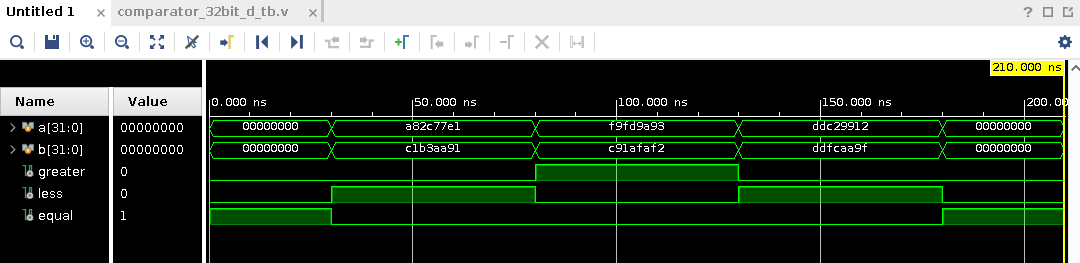 Untitled 1 × comparator_32bit_d_tb.v ×
210.000 ns
Name Value 0.000 ns 50.000 ns 100.000 ns 150.000 ns 200.00
a[31:0] 00000000 00000000 a82c77e1 f9fd9a93 ddc29912 00000000
b[31:0] 00000000 00000000 c1b3aa91 c91afaf2 ddfcaa9f 00000000
greater 0
less 0
equal 1